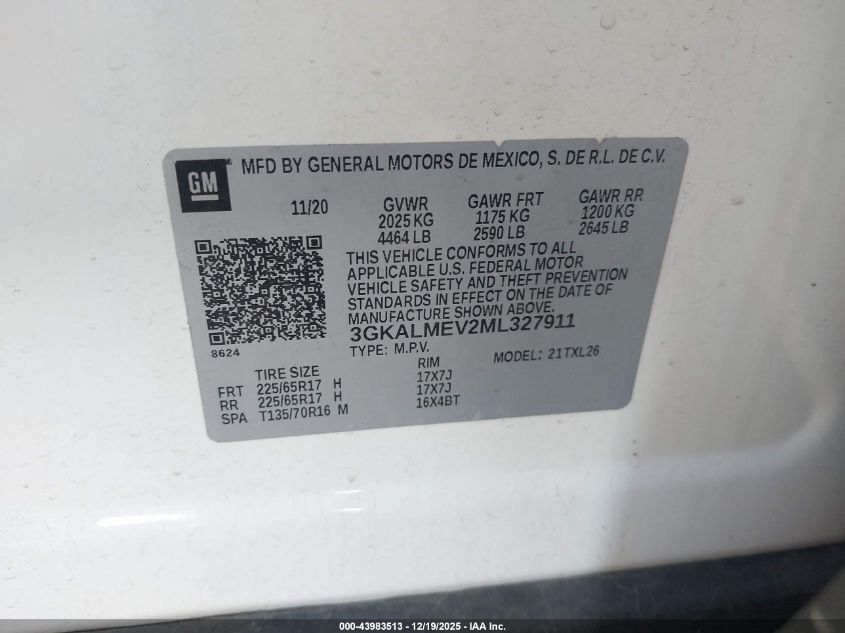 GM
MFD BY GENERAL MOTORS DE MEXICO, S. DE R.L. DE C.V.
11/20 GVWR GAWR FRT GAWR RR
2025 KG 1175 KG 1200 KG
4464 LB 2590 LB 2645 LB
THIS VEHICLE CONFORMS TO ALL
APPLICABLE U.S. FEDERAL MOTOR
VEHICLE SAFETY AND THEFT PREVENTION
STANDARDS IN EFFECT ON THE DATE OF
MANUFACTURE SHOWN ABOVE.
3GKALMEV2ML327911
8624
TYPE: M.P.V. MODEL: 21TXL26
TIRE SIZE RIM
FRT 225/65R17 H 17X7J
RR 225/65R17 H 17X7J
SPA T135/70R16 M 16X4BT
000-43983513 - 12/19/2025 - IAA Inc.